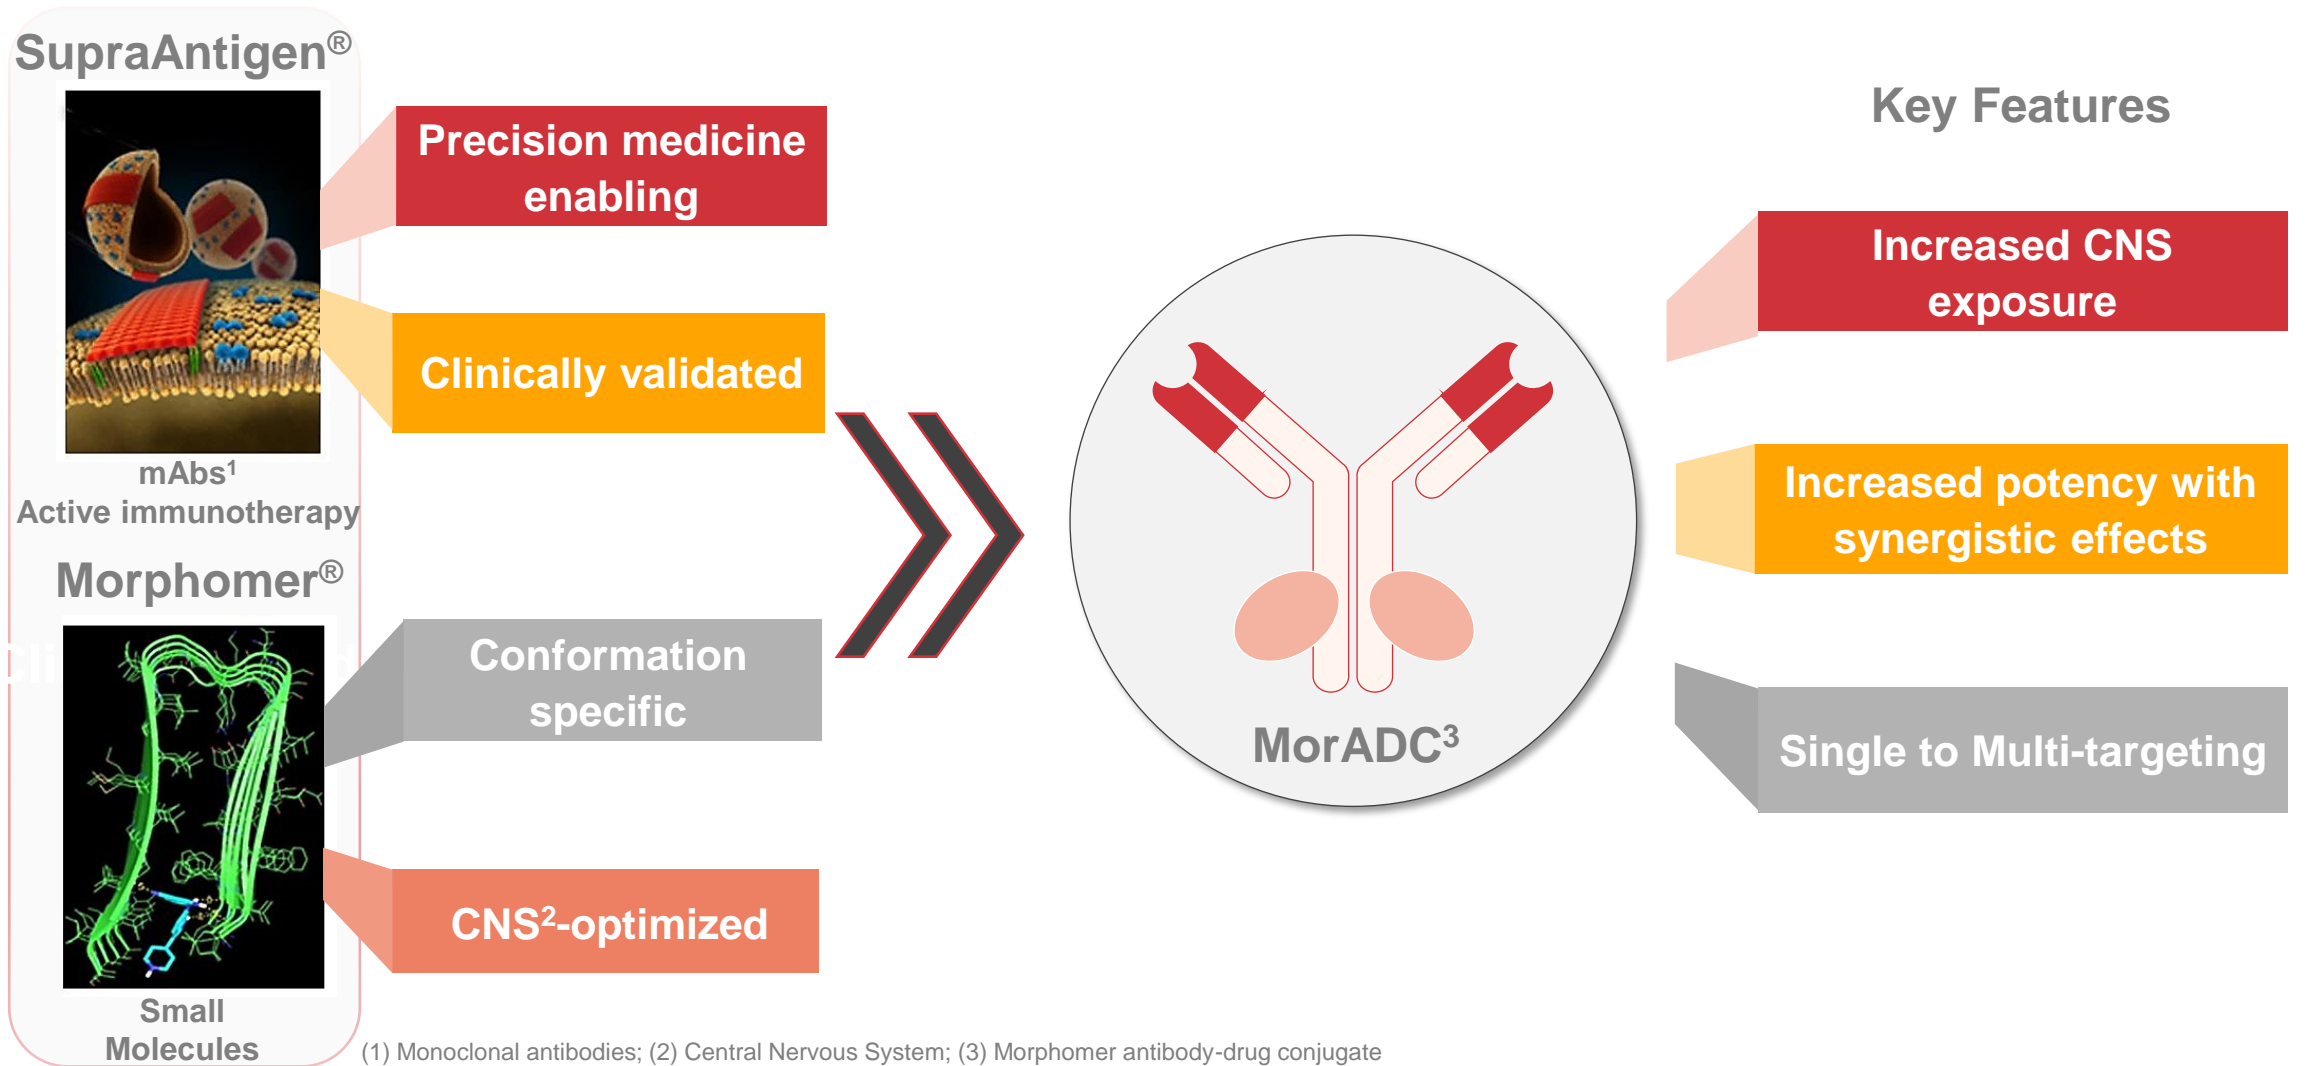 SupraAntigen®
mAbs¹
Active immunotherapy
Morphomer®
Small
Molecules
Precision medicine
enabling
Clinically validated
Conformation
specific
CNS²-optimized
MorADC³
Key Features
Increased CNS
exposure
Increased potency with
synergistic effects
Single to Multi-targeting
(1) Monoclonal antibodies; (2) Central Nervous System; (3) Morphomer antibody-drug conjugate